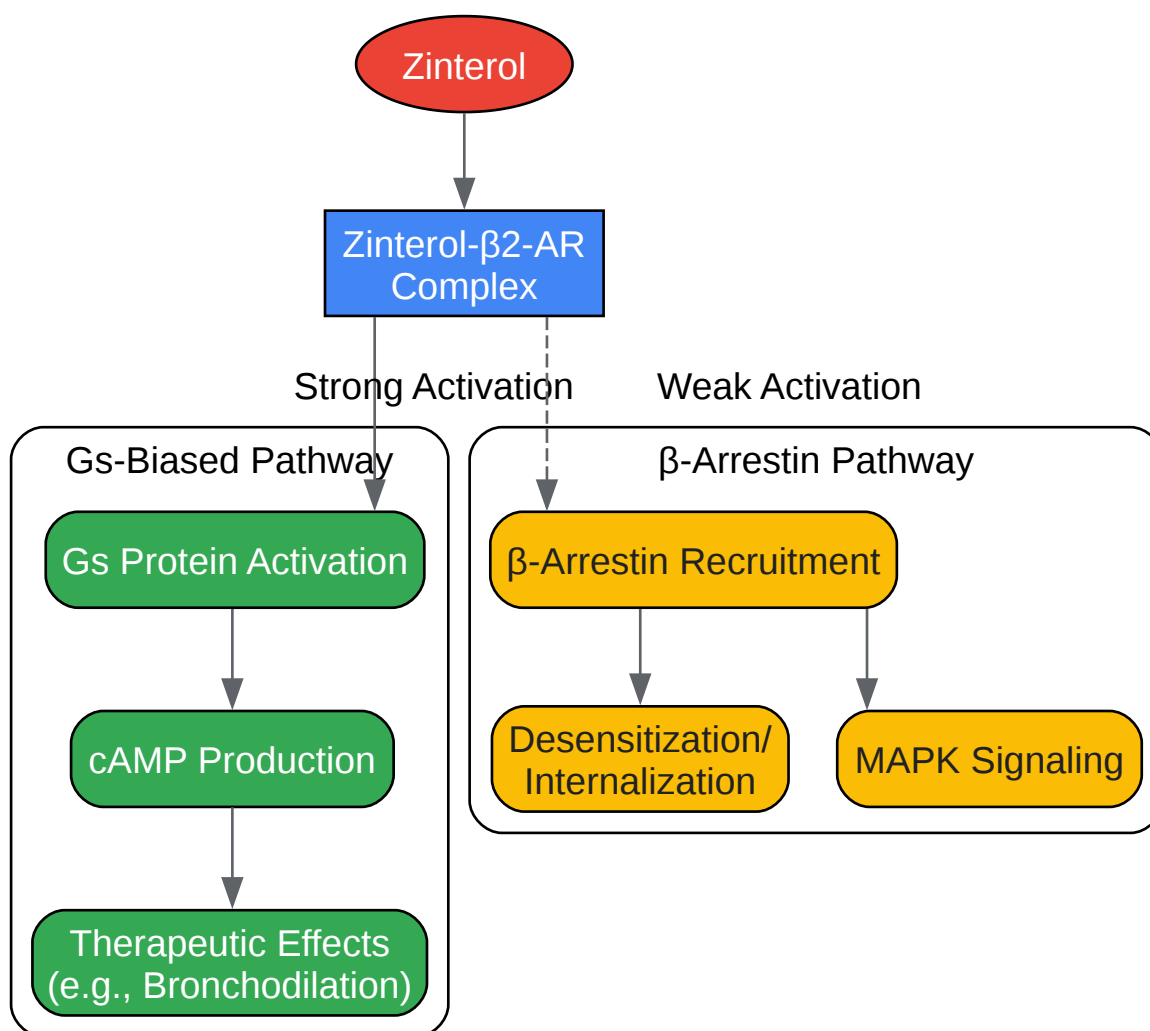 Zinterol
Zinterol-β2-AR
Complex
Strong Activation
Weak Activation
Gs-Biased Pathway
β-Arrestin Pathway
Gs Protein Activation
β-Arrestin Recruitment
cAMP Production
Desensitization/
Internalization
MAPK Signaling
Therapeutic Effects
(e.g., Bronchodilation)